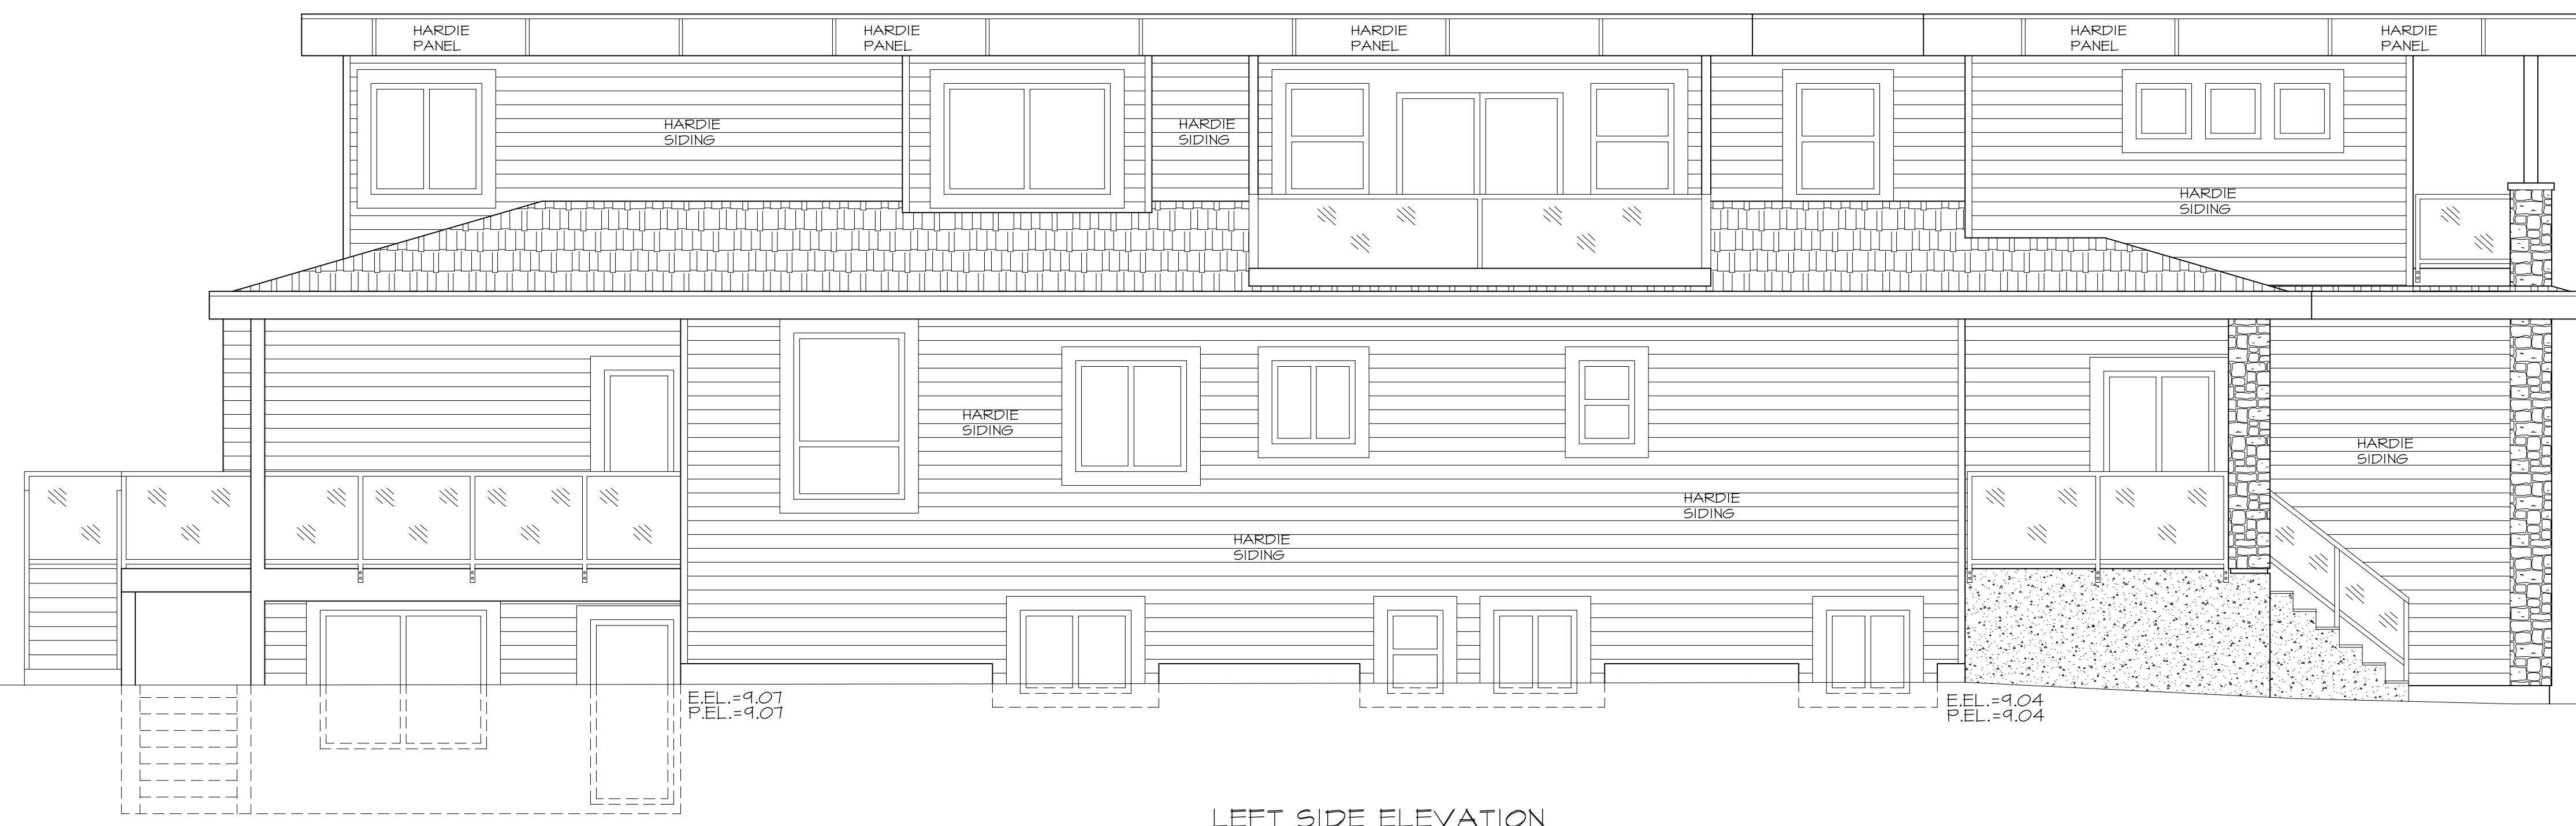 HARDIE
PANEL
HARDIE
PANEL
HARDIE
PANEL
HARDIE
PANEL
HARDIE
PANEL
HARDIE
SIDING
HARDIE
SIDING
HARDIE
SIDING
HARDIE
SIDING
HARDIE
SIDING
HARDIE
SIDING
HARDIE
SIDING
E.EL.=9.07
P.EL.=9.07
E.EL.=9.04
P.EL.=9.04
LEFT SIDE ELEVATION